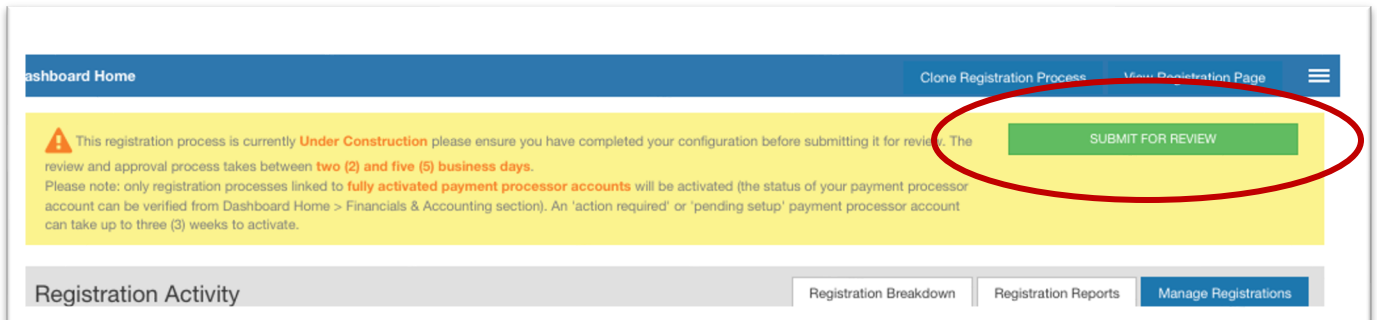 ashboard Home
Clone Registration Process
View Registration Page
This registration process is currently Under Construction please ensure you have completed your configuration before submitting it for review. The
review and approval process takes between two (2) and five (5) business days.
Please note: only registration processes linked to fully activated payment processor accounts will be activated (the status of your payment processor
account can be verified from Dashboard Home > Financials & Accounting section). An 'action required' or 'pending setup' payment processor account
can take up to three (3) weeks to activate.
SUBMIT FOR REVIEW
Registration Activity
Registration Breakdown
Registration Reports
Manage Registrations